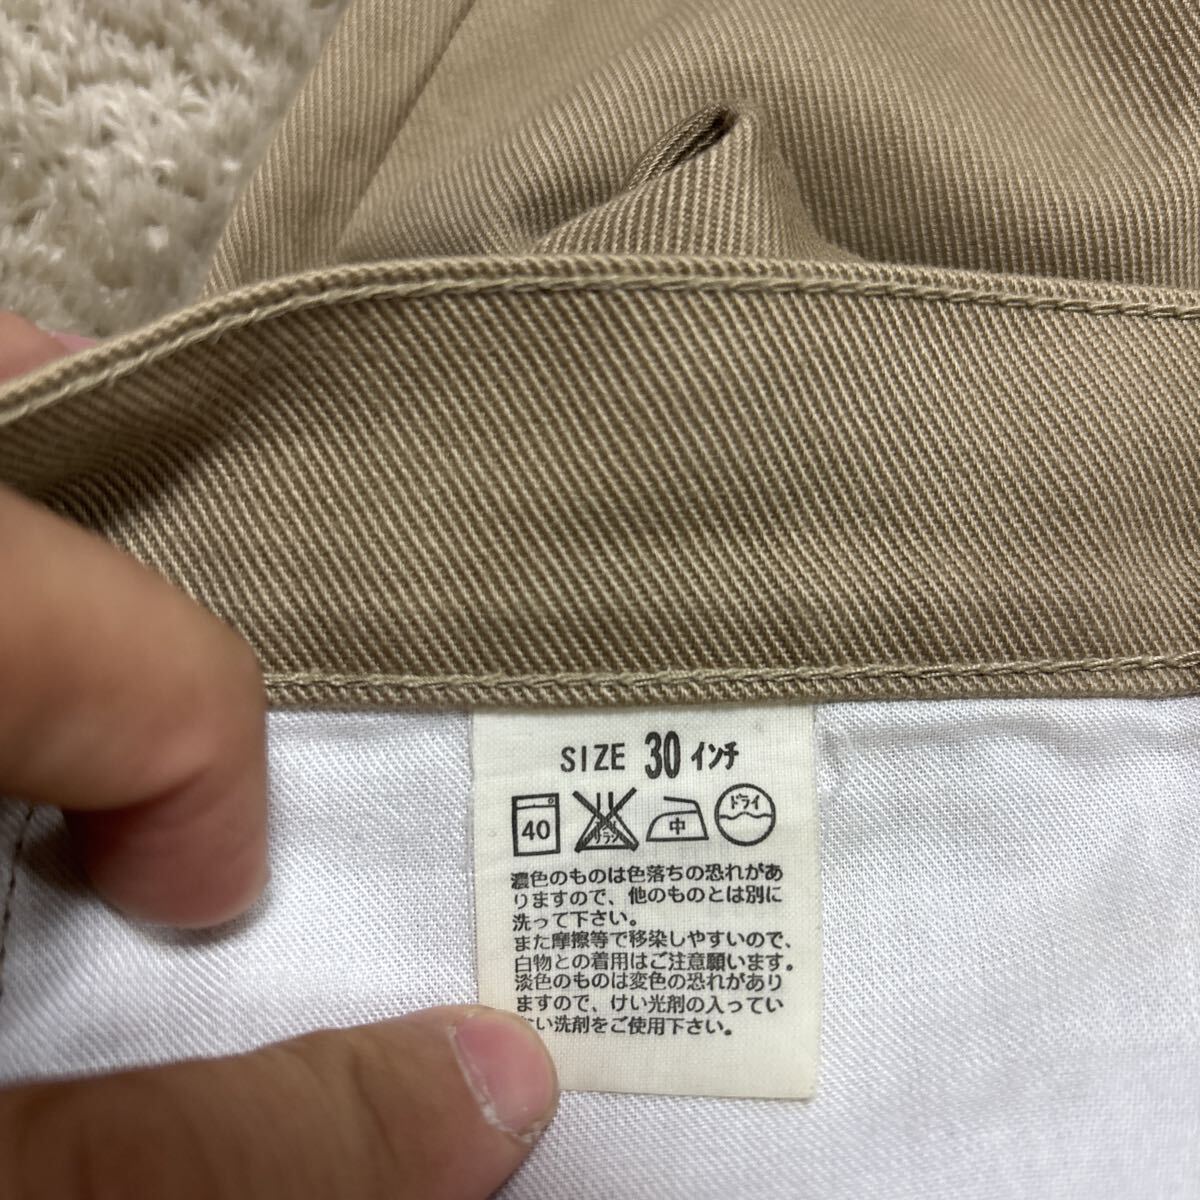 SIZE 30 インチ
40 中 ドライ
濃色のものは色落ちの恐れがあ
りますので、他のものとは別に
洗って下さい。
また摩擦等で移染しやすいので、
白物との着用はご注意願います。
淡色のものは変色の恐れがあり
ますので、けい光剤の入ってい
い洗剤をご使用下さい。